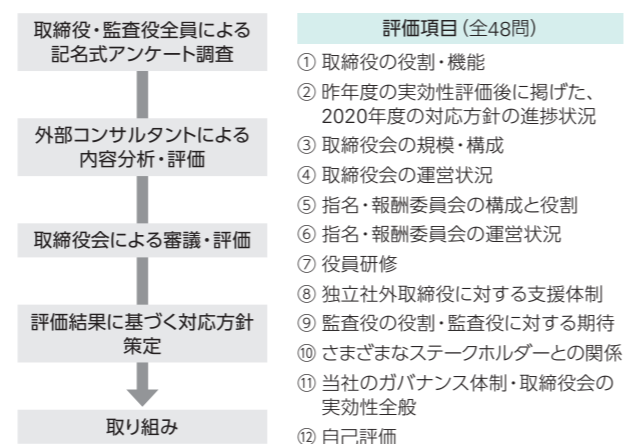 取締役・監査役全員による
記名式アンケート調査
外部コンサルタントによる
内容分析・評価
取締役会による審議・評価
評価結果に基づく対応方針
策定
取り組み
評価項目(全48問)
① 取締役の役割・機能
② 昨年度の実効性評価後に掲げた、
2020年度の対応方針の進捗状況
③ 取締役会の規模・構成
④ 取締役会の運営状況
⑤ 指名・報酬委員会の構成と役割
⑥ 指名・報酬委員会の運営状況
⑦ 役員研修
⑧ 独立社外取締役に対する支援体制
⑨ 監査役の役割・監査役に対する期待
⑩ さまざまなステークホルダーとの関係
⑪ 当社のガバナンス体制・取締役会の
実効性全般
⑫ 自己評価